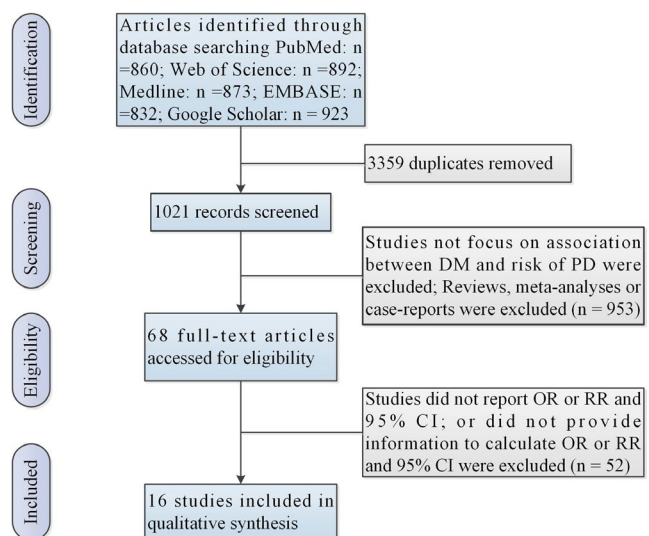 Identification
Articles identified through
database searching PubMed: n
=860; Web of Science: n =892;
Medline: n =873; EMBASE: n
=832; Google Scholar: n = 923
3359 duplicates removed
Screening
1021 records screened
Studies not focus on association
between DM and risk of PD were
excluded; Reviews, meta-analyses or
case-reports were excluded (n = 953)
Eligibility
68 full-text articles
accessed for eligibility
Studies did not report OR or RR and
95% CI; or did not provide
information to calculate OR or RR
and 95% CI were excluded (n = 52)
Included
16 studies included in
qualitative synthesis